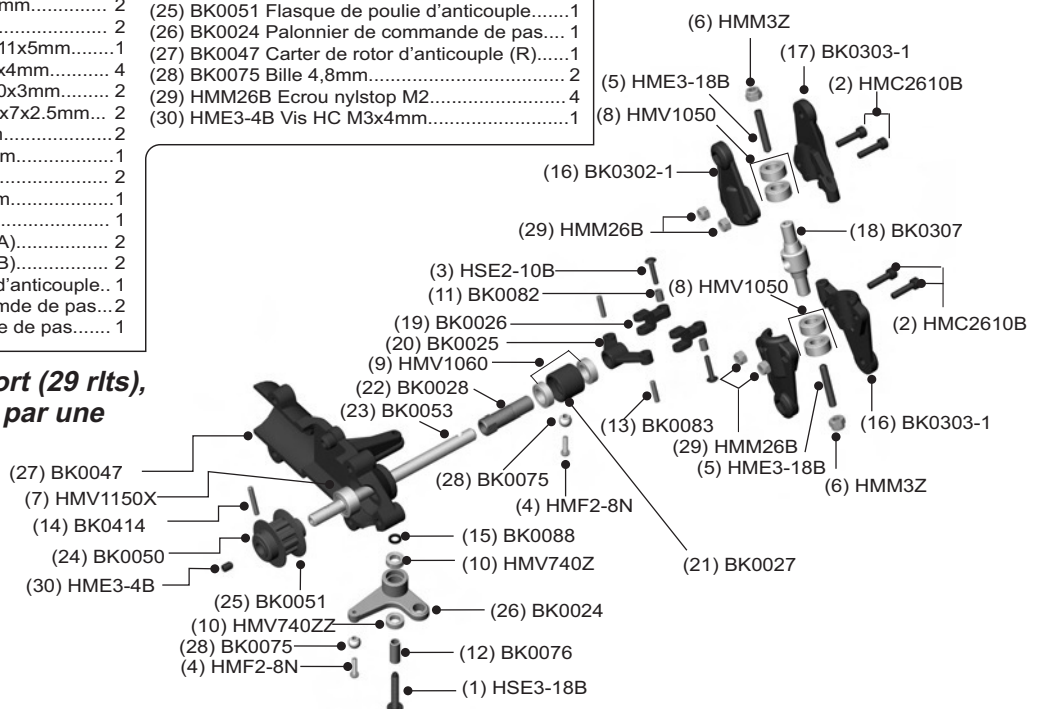 mm.............. 2
.................. 2
11x5mm........1
x4mm........... 4
0x3mm......... 2
x7x2.5mm... 2
................... 2
m.................1
.................. 2
m.................1
.................. 1
A)................. 2
B)................. 2
d'anticouple.. 1
mde de pas...2
e de pas....... 1
(25) BK0051 Flasque de poulie d'anticouple.......1
(26) BK0024 Palonnier de commande de pas.... 1
(27) BK0047 Carter de rotor d'anticouple (R)......1
(28) BK0075 Bille 4,8mm.................................... 2
(29) HMM26B Ecrou nylstop M2......................... 4
(30) HME3-4B Vis HC M3x4mm.........................1
ort (29 rlts),
par une
(6) HMM3Z
(17) BK0303-1
(5) HME3-18B
(2) HMC2610B
(8) HMV1050
(16) BK0302-1
(29) HMM26B
(18) BK0307
(3) HSE2-10B
(8) HMV1050
(11) BK0082
(19) BK0026
(2) HMC2610B
(20) BK0025
(9) HMV1060
(22) BK0028
(23) BK0053
(13) BK0083
(16) BK0303-1
(29) HMM26B
(27) BK0047
(28) BK0075
(5) HME3-18B
(6) HMM3Z
(7) HMV1150X
(4) HMF2-8N
(14) BK0414
(15) BK0088
(24) BK0050
(10) HMV740Z
(21) BK0027
(30) HME3-4B
(25) BK0051
(26) BK0024
(10) HMV740ZZ
(28) BK0075
(12) BK0076
(4) HMF2-8N
(1) HSE3-18B